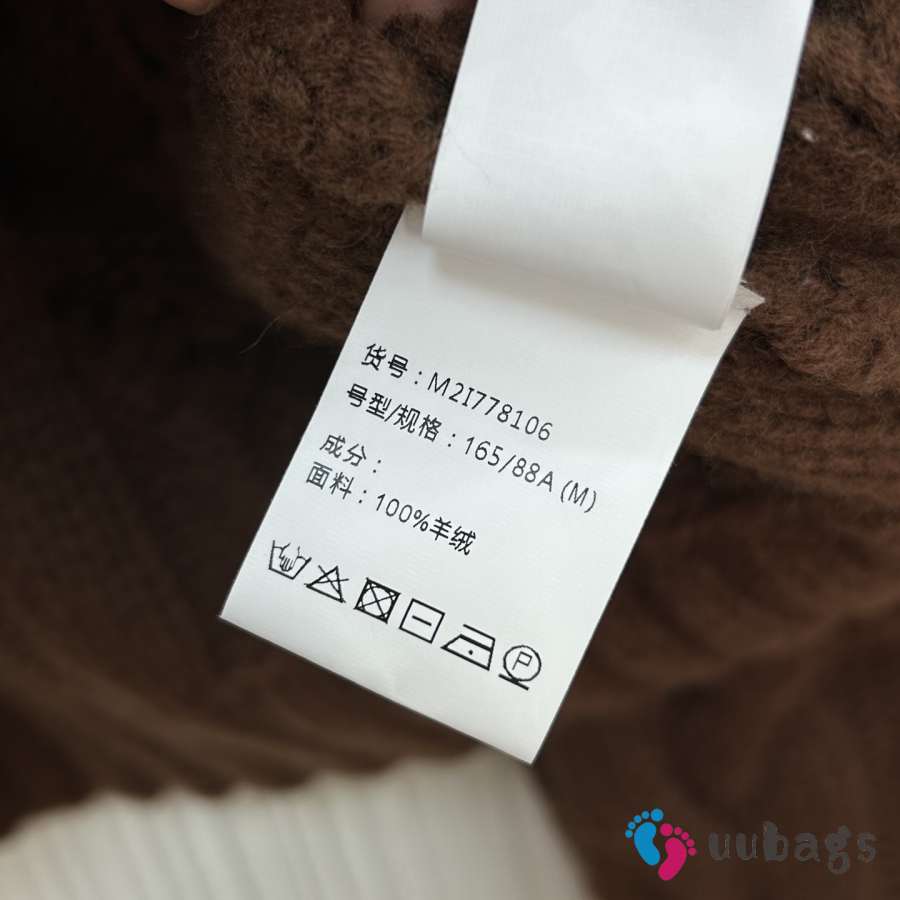 货号：M2I778106
号型/规格：165/88A (M)
成分：
面料：100%羊绒
P
uubags